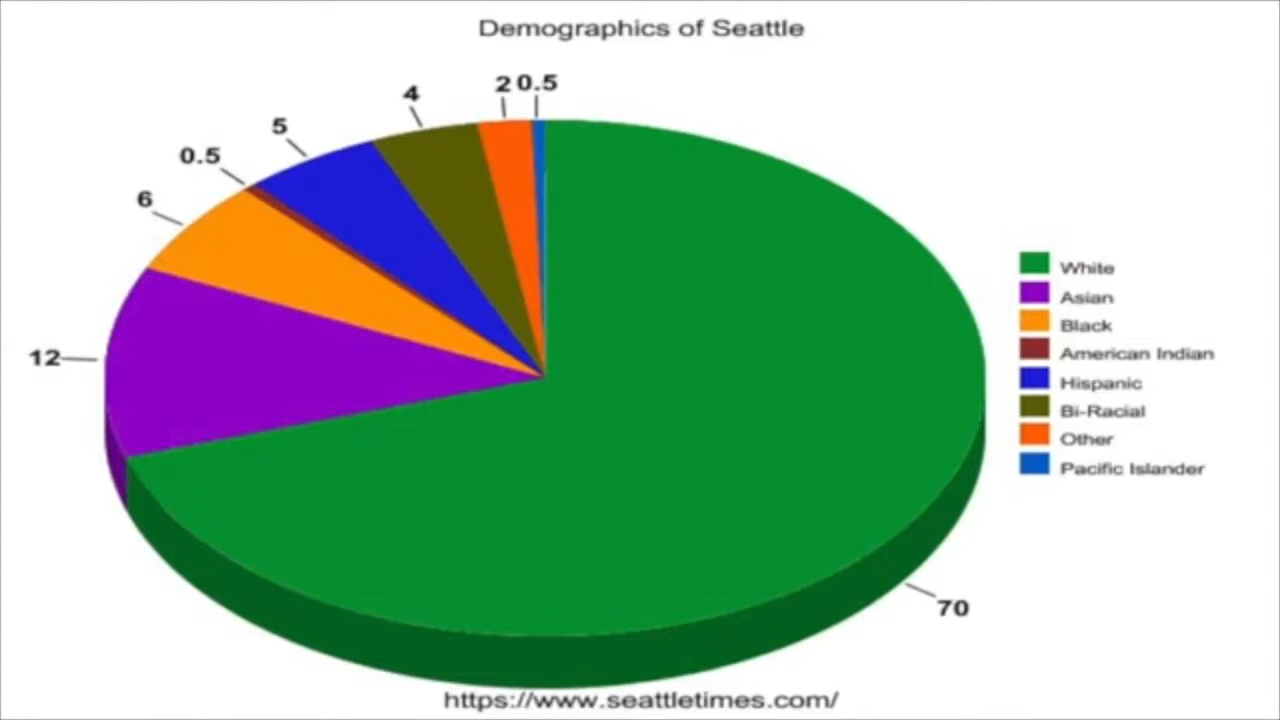 Demographics of Seattle
2 0.5
4
5
0.5
6
12
70
White
Asian
Black
American Indian
Hispanic
Bi-Racial
Other
Pacific Islander
https://www.seattletimes.com/